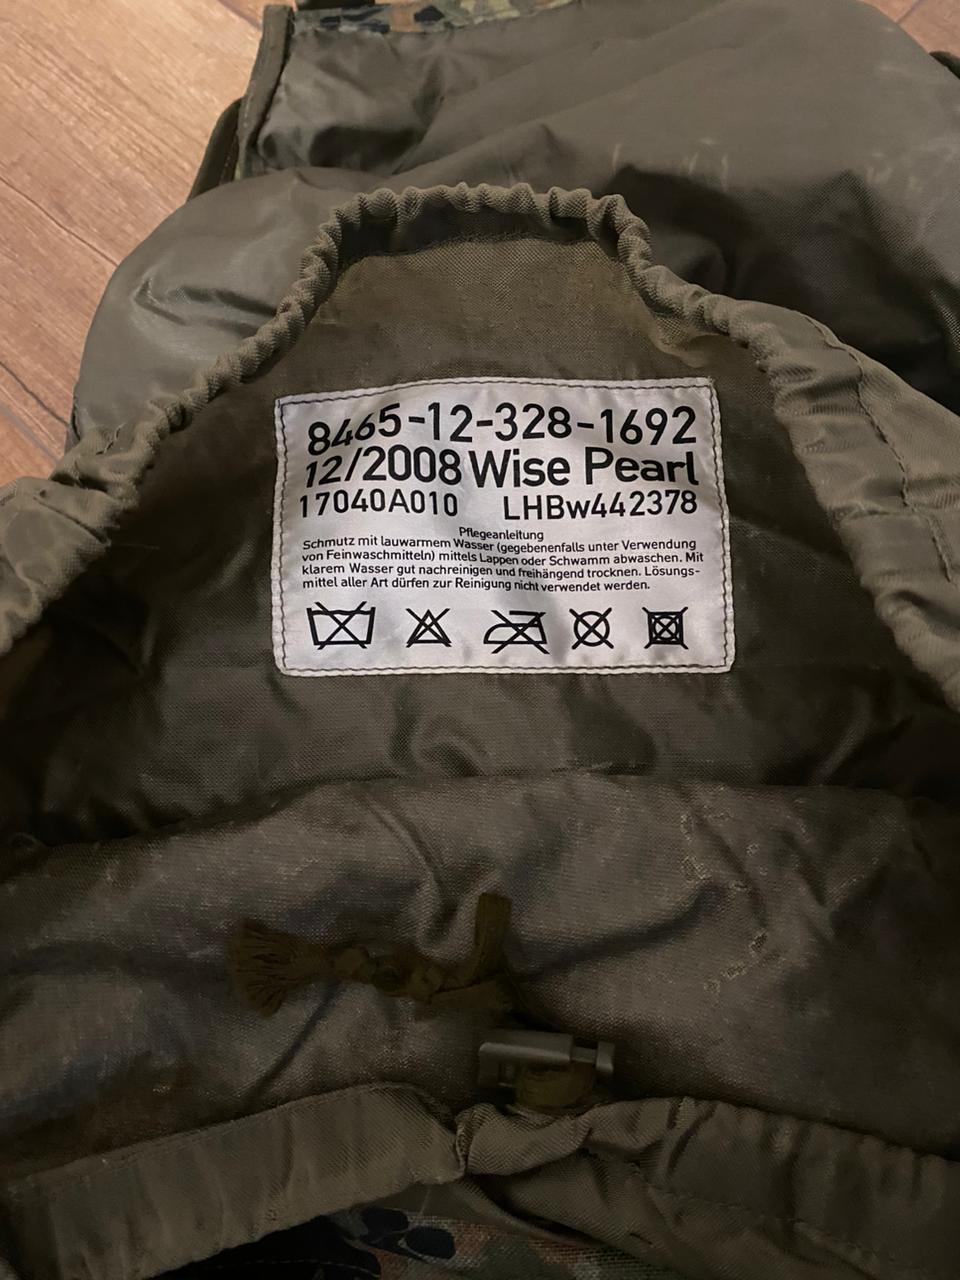 8465-12-328-1692
12/2008 Wise Pearl
17040A010 LHBw442378
Pflegeanleitung
Schmutz mit lauwarmem Wasser (gegebenenfalls unter Verwendung
von Feinwaschmitteln) mittels Lappen oder Schwamm abwaschen. Mit
klarem Wasser gut nachreinigen und freihängend trocknen. Lösungs-
mittel aller Art dürfen zur Reinigung nicht verwendet werden.